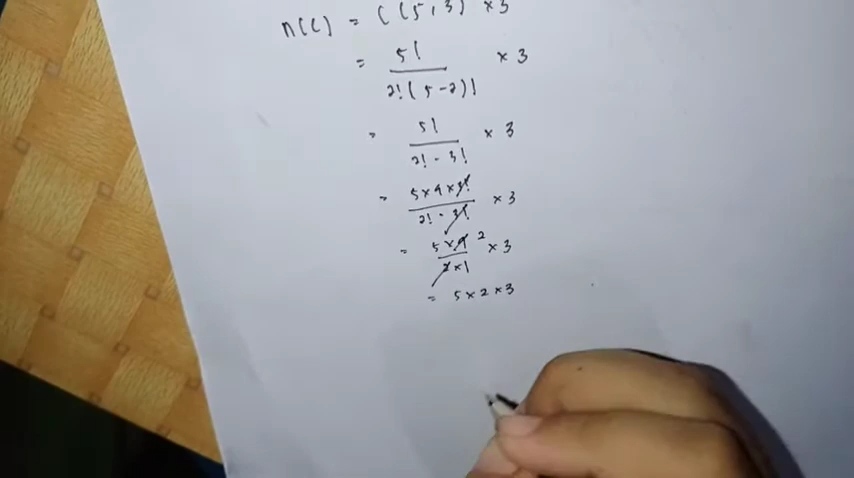 n(C) = C(5,3) × 3
= 5! / 2!(5-2)! × 3
= 5! / 2! - 3! × 3
= 5×4×3! / 2! - 3! × 3
= 5×4 2 / 2×1 × 3
= 5×2×3